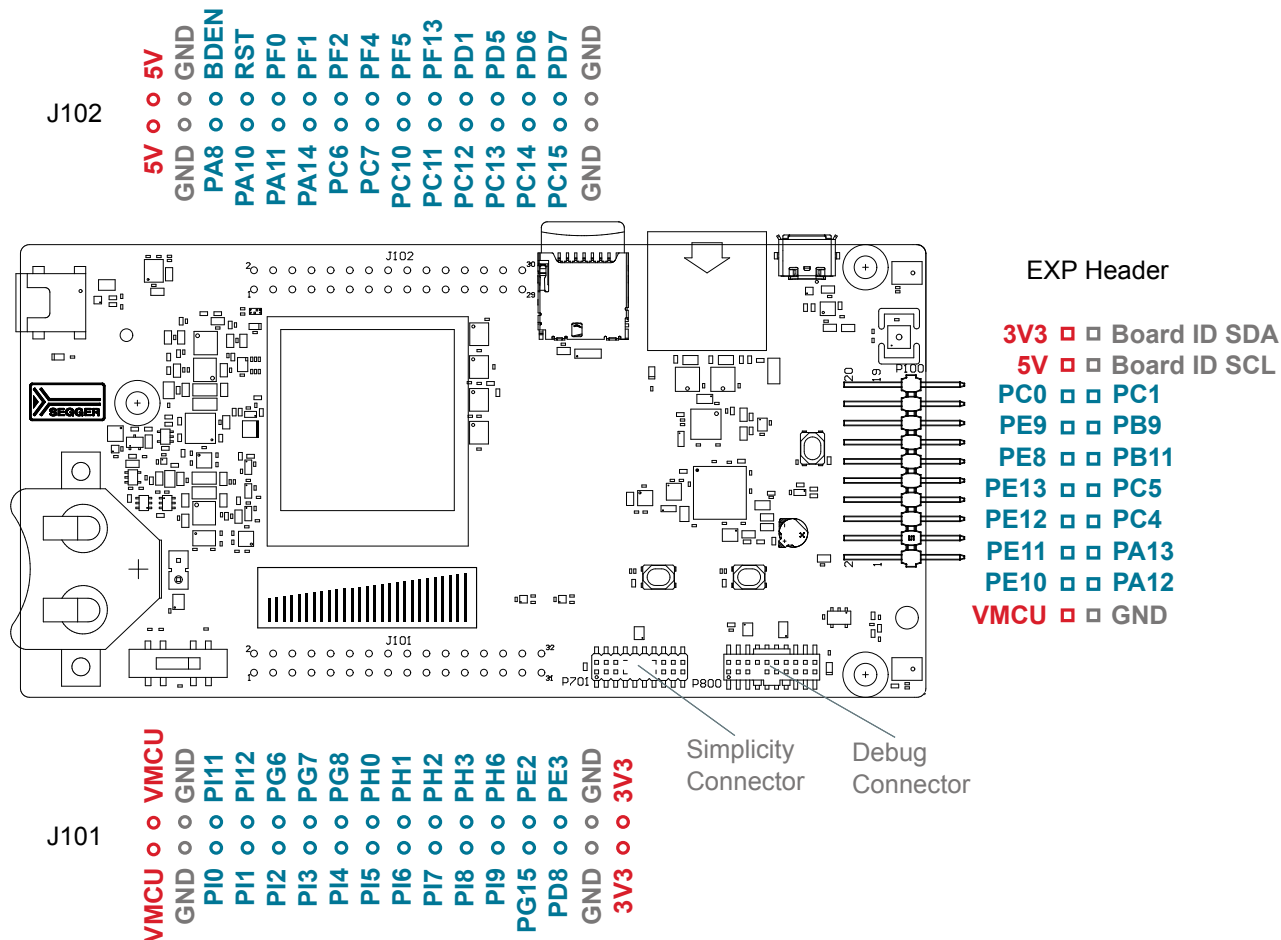 5V GND BDEN RST PF0 PF1 PF2 PF4 PF5 PF13 PD1 PD5 PD6 PD7 GND
J102
5V GND PA8 PA10 PA11 PA14 PC6 PC7 PC10 PC11 PC12 PC13 PC14 PC15 GND
J102
2 30
1 29
EXP Header
3V3 Board ID SDA
5V Board ID SCL
PC0 PC1
PE9 PB9
PE8 PB11
PE13 PC5
PE12 PC4
PE11 PA13
PE10 PA12
VMCU GND
P100
20 19
2 1
SEGGER
J101
2 32
1 31
P701 P800
Simplicity
Connector
Debug
Connector
VMCU GND PI11 PI12 PG6 PG7 PG8 PH0 PH1 PH2 PH3 PH6 PE2 PE3 GND 3V3
J101
VMCU GND PI0 PI1 PI2 PI3 PI4 PI5 PI6 PI7 PI8 PI9 PG15 PD8 GND 3V3